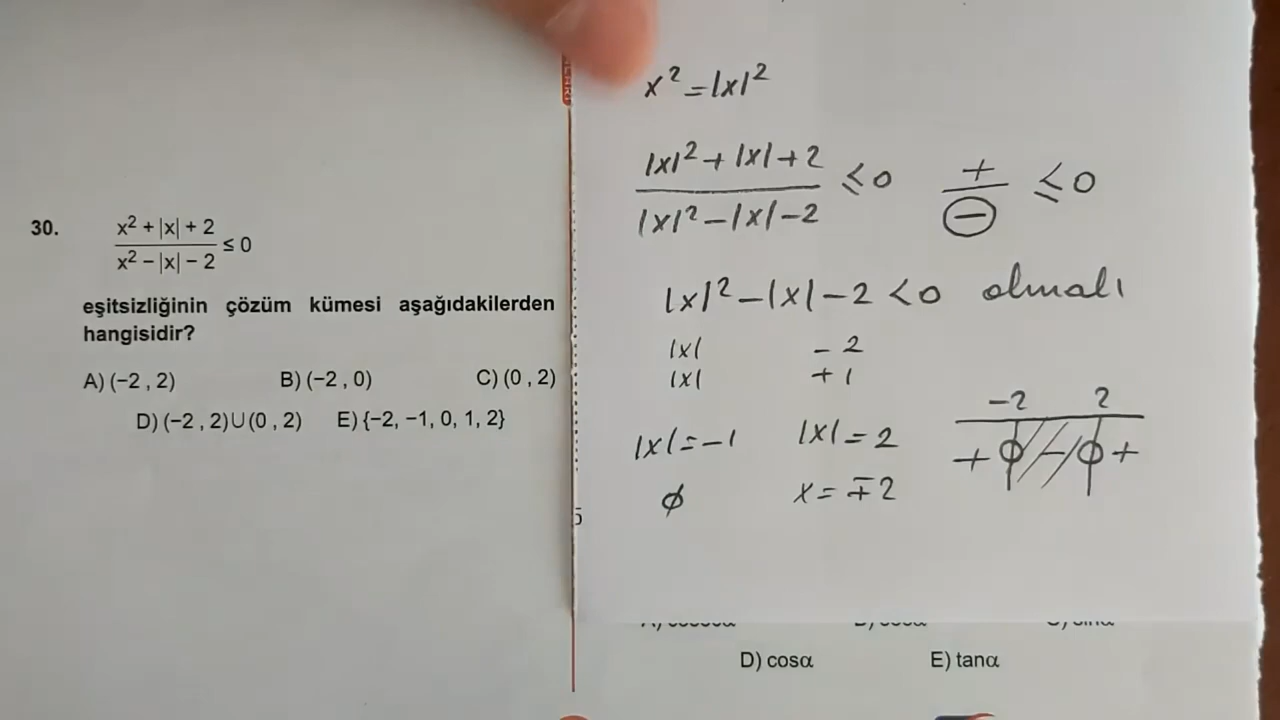 30. x² + |x| + 2 / x² − |x| − 2 ≤ 0
eşitsizliğinin çözüm kümesi aşağıdakilerden
hangisidir?
A) (−2 , 2) B) (−2 , 0) C) (0 , 2)
D) (−2 , 2)∪(0 , 2) E) {−2, −1, 0, 1, 2}
x² = |x|²
|x|² + |x| + 2 / |x|² − |x| − 2 ≤ 0 + / − ≤ 0
|x|² − |x| − 2 < 0 olmalı
|x| − 2
|x| + 1
|x| = −1 |x| = 2
∅ x = ∓2
−2 2
+ − +
5
D) cosα E) tanα